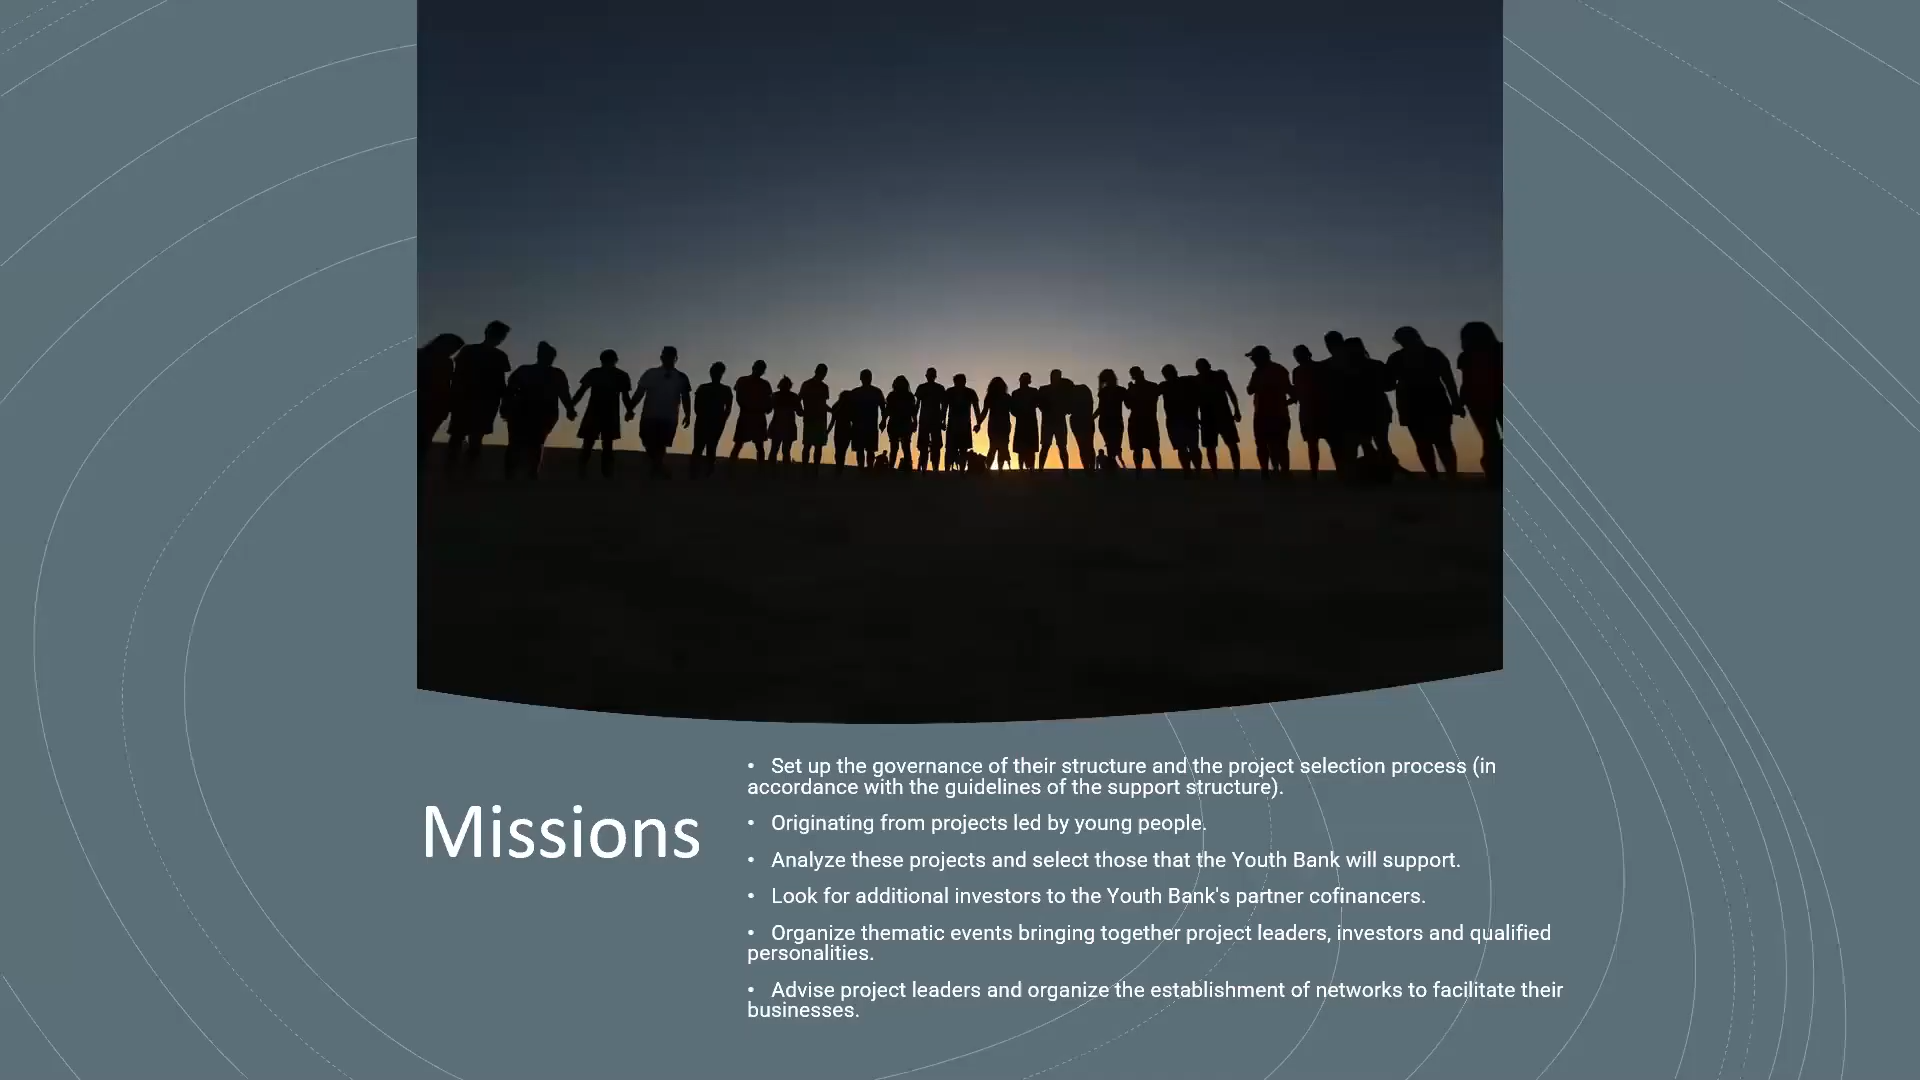 Missions
• Set up the governance of their structure and the project selection process (in
accordance with the guidelines of the support structure).
• Originating from projects led by young people.
• Analyze these projects and select those that the Youth Bank will support.
• Look for additional investors to the Youth Bank's partner cofinancers.
• Organize thematic events bringing together project leaders, investors and qualified
personalities.
• Advise project leaders and organize the establishment of networks to facilitate their
businesses.